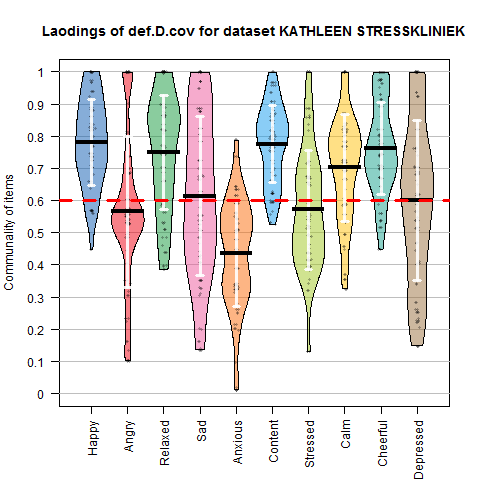 Laodings of def.D.cov for dataset KATHLEEN STRESSKLINIEK
Communality of items
1
0.9
0.8
0.7
0.6
0.5
0.4
0.3
0.2
0.1
0
Happy
Angry
Relaxed
Sad
Anxious
Content
Stressed
Calm
Cheerful
Depressed